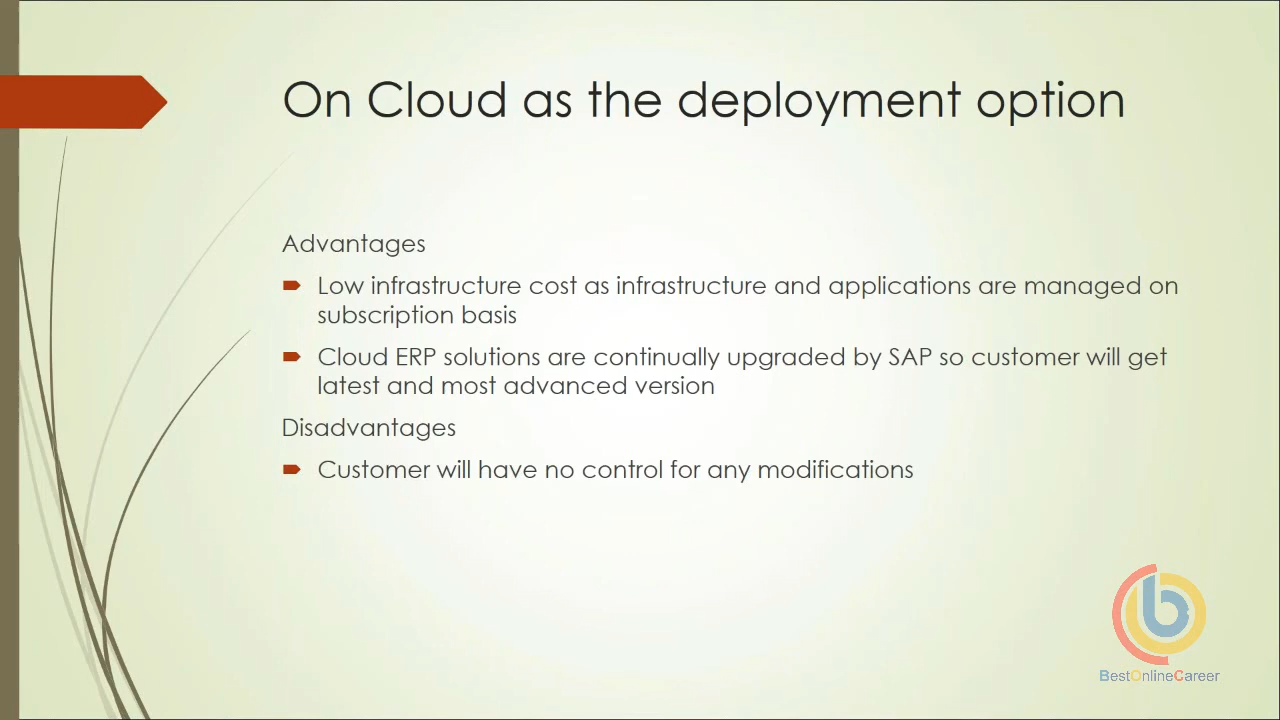 On Cloud as the deployment option
Advantages
Low infrastructure cost as infrastructure and applications are managed on
subscription basis
Cloud ERP solutions are continually upgraded by SAP so customer will get
latest and most advanced version
Disadvantages
Customer will have no control for any modifications
b
BestOnlineCareer